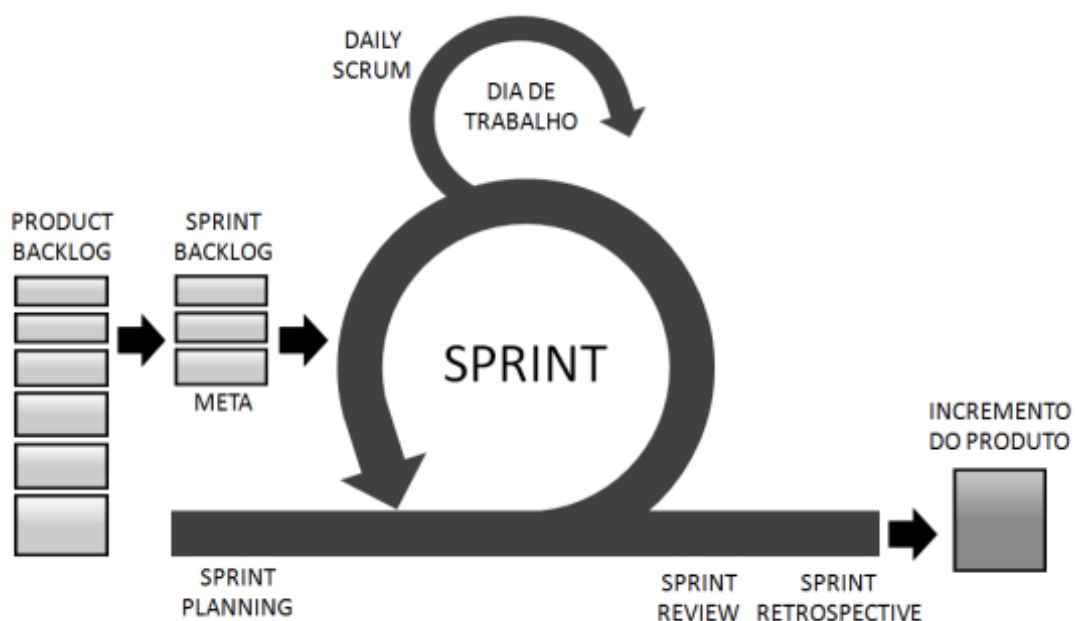 DAILY
SCRUM
DIA DE
TRABALHO
PRODUCT
BACKLOG
SPRINT
BACKLOG
META
SPRINT
INCREMENTO
DO PRODUTO
SPRINT
PLANNING
SPRINT
REVIEW
SPRINT
RETROSPECTIVE